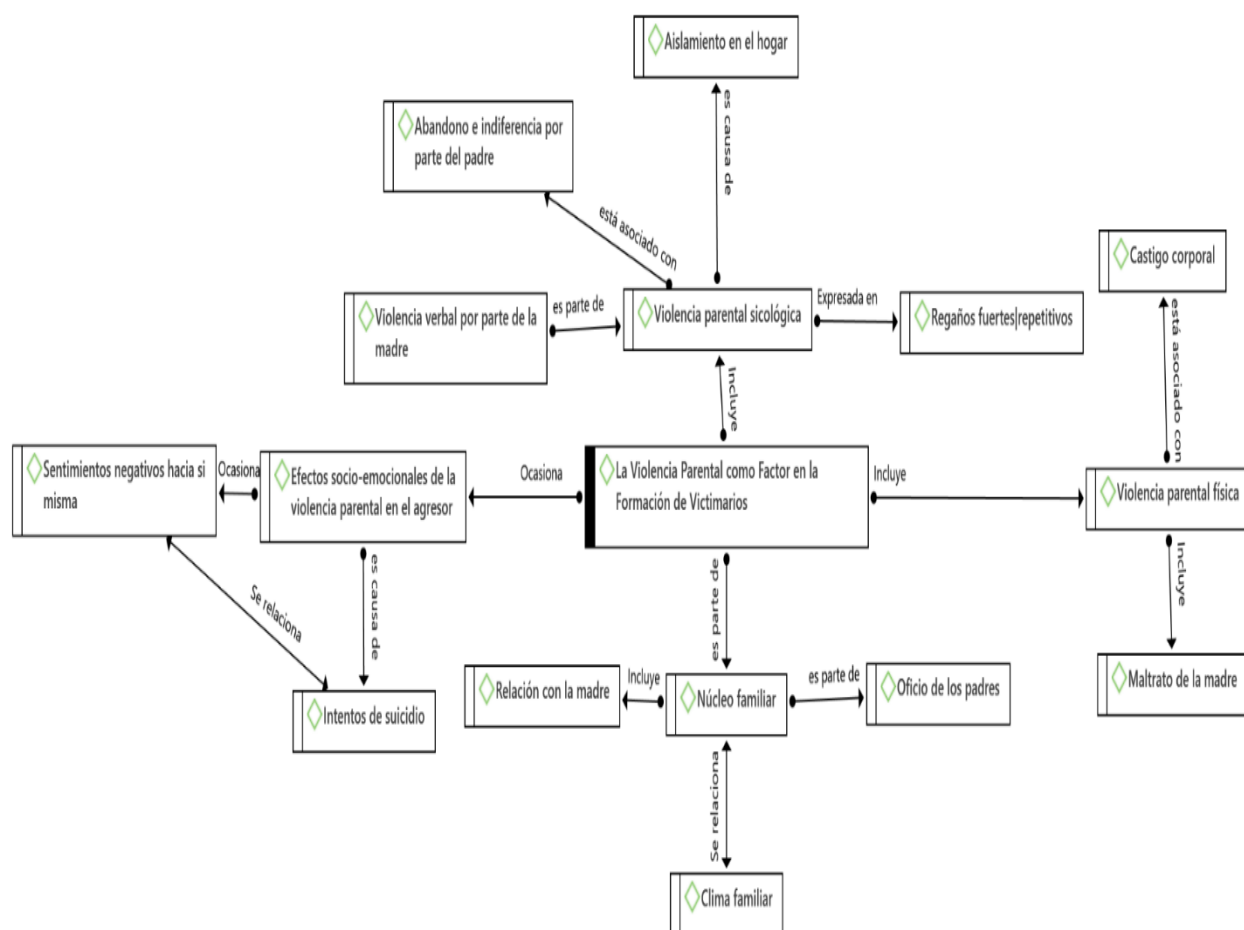 Aislamiento en el hogar
es causa de
Abandono e indiferencia por
parte del padre
está asociado con
Castigo corporal
está asociado con
Violencia verbal por parte de la
madre
es parte de
Violencia parental sicológica
Expresada en
Regaños fuertes|repetitivos
Incluye
Sentimientos negativos hacia si
misma
Ocasiona
Efectos socio-emocionales de la
violencia parental en el agresor
Ocasiona
La Violencia Parental como Factor en la
Formación de Victimarios
Incluye
Violencia parental física
Se relaciona
es causa de
es parte de
Incluye
Intentos de suicidio
Relación con la madre
Incluye
Núcleo familiar
es parte de
Oficio de los padres
Maltrato de la madre
Se relaciona
Clima familiar